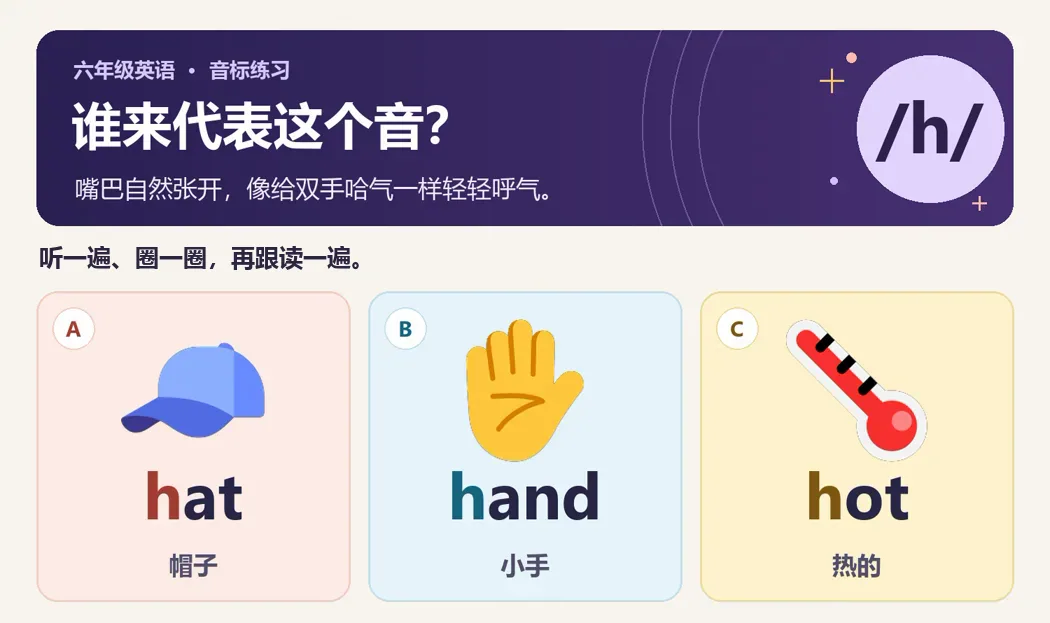 六年级英语 • 音标练习
谁来代表这个音？
嘴巴自然张开，像给双手哈气一样轻轻呼气。
/h/
听一遍、圈一圈，再跟读一遍。
A
hat
帽子
B
hand
小手
C
hot
热的